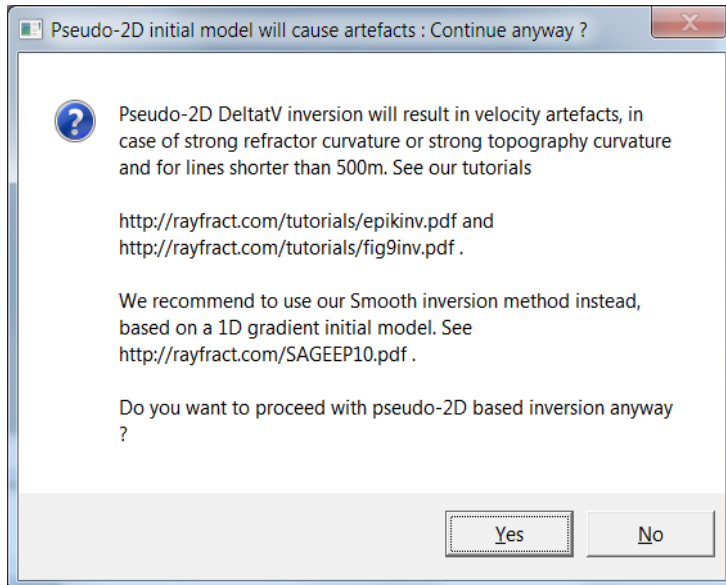 Pseudo-2D initial model will cause artefacts : Continue anyway ?
Pseudo-2D DeltatV inversion will result in velocity artefacts, in
case of strong refractor curvature or strong topography curvature
and for lines shorter than 500m. See our tutorials
http://rayfract.com/tutorials/epikinv.pdf and
http://rayfract.com/tutorials/fig9inv.pdf .
We recommend to use our Smooth inversion method instead,
based on a 1D gradient initial model. See
http://rayfract.com/SAGEEP10.pdf .
Do you want to proceed with pseudo-2D based inversion anyway
?
Yes
No